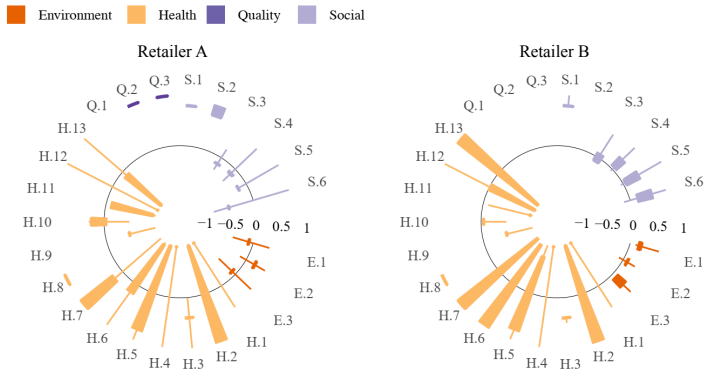 Environment Health Quality Social
Retailer A
Q.1
Q.2
Q.3
S.1
S.2
S.3
S.4
S.5
S.6
−1 −0.5 0 0.5 1
E.1
E.2
E.3
H.1
H.2
H.3
H.4
H.5
H.6
H.7
H.8
H.9
H.10
H.11
H.12
H.13
Retailer B
Q.1
Q.2
Q.3
S.1
S.2
S.3
S.4
S.5
S.6
−1 −0.5 0 0.5 1
E.1
E.2
E.3
H.1
H.2
H.3
H.4
H.5
H.6
H.7
H.8
H.9
H.10
H.11
H.12
H.13